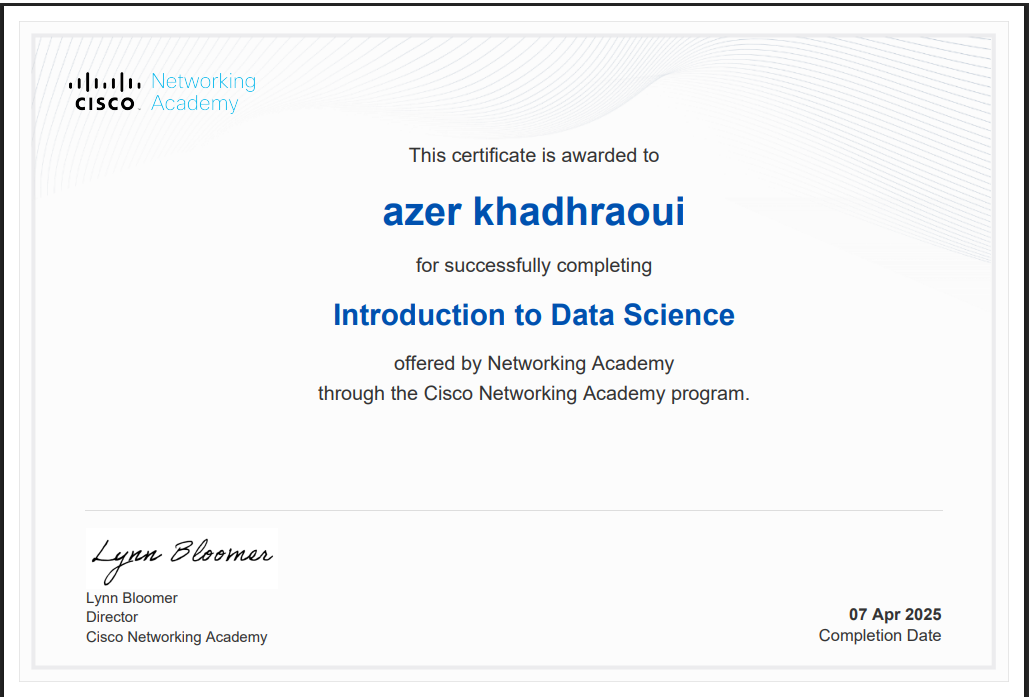 Networking
CISCO Academy
This certificate is awarded to
azer khadhraoui
for successfully completing
Introduction to Data Science
offered by Networking Academy
through the Cisco Networking Academy program.
Lynn Bloomer
Lynn Bloomer
Director
Cisco Networking Academy
07 Apr 2025
Completion Date